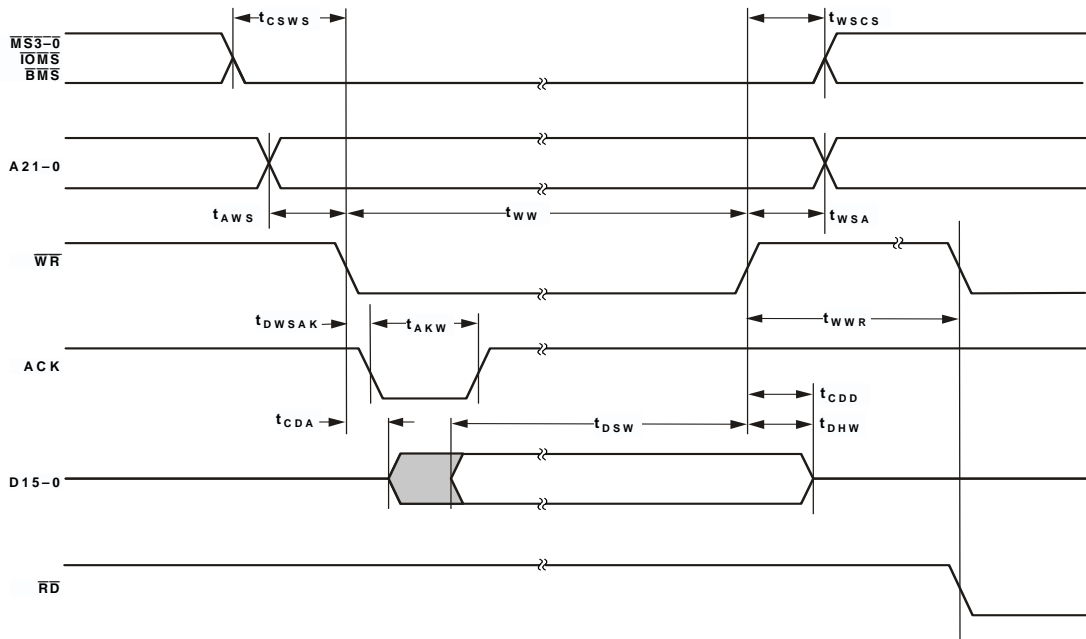 tCSWS
tWSCS
MS3–0
IOMS
BMS
A21–0
tAWS
tWW
tWSA
WR
tDWSAK
tAKW
tWWR
ACK
tCDD
tCDA
tDSW
tDHW
D15–0
RD